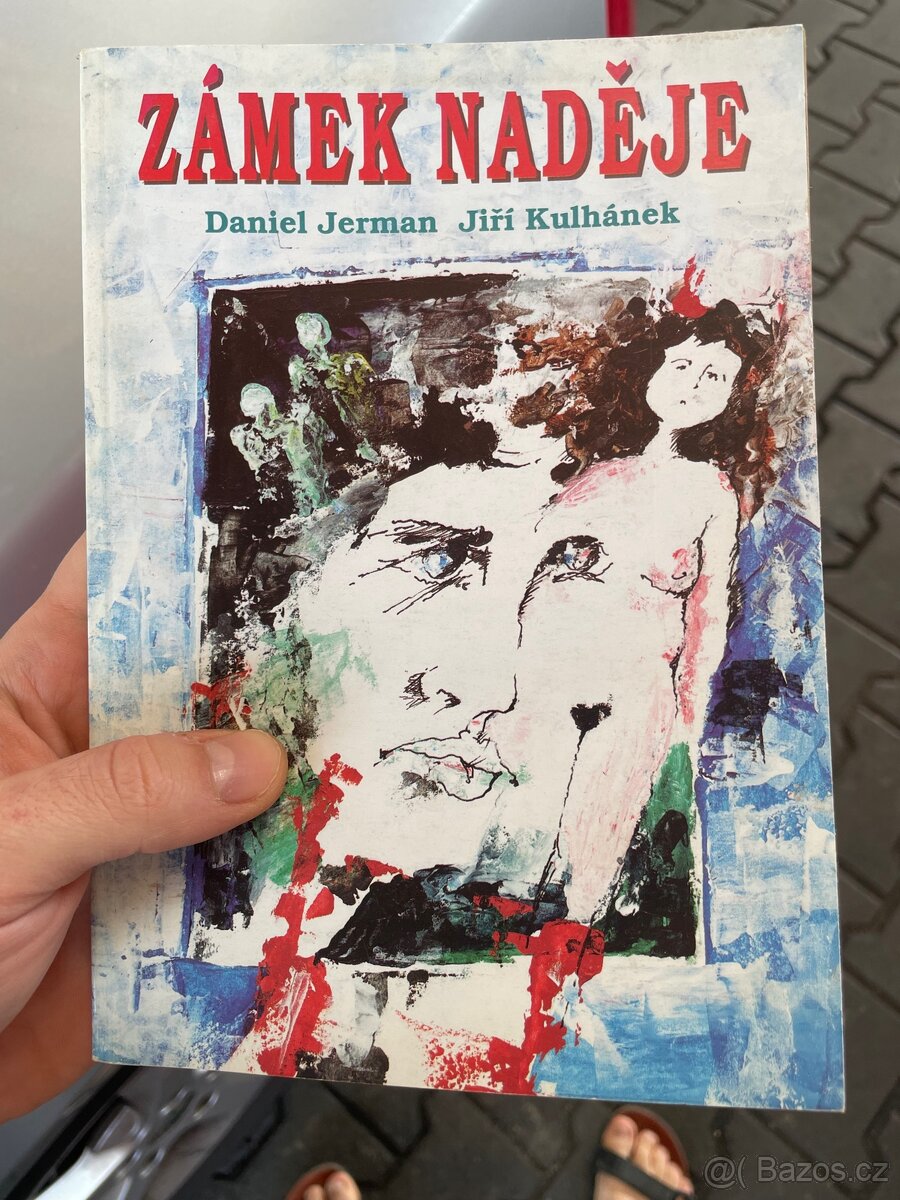 ZÁMEK NADĚJE
Daniel Jerman Jiří Kulhánek
@( Bazos.cz